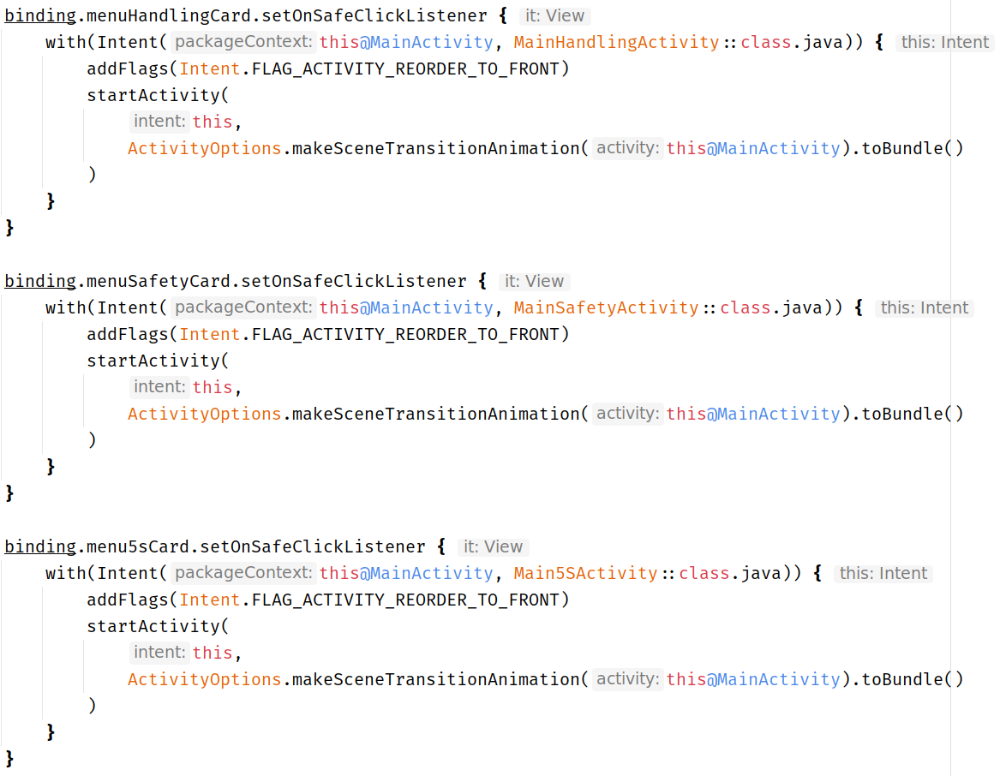 binding.menuHandlingCard.setOnSafeClickListener { it: View
with(Intent( packageContext: this@MainActivity, MainHandlingActivity::class.java)) { this: Intent
addFlags(Intent.FLAG_ACTIVITY_REORDER_TO_FRONT)
startActivity(
intent: this,
ActivityOptions.makeSceneTransitionAnimation( activity: this@MainActivity).toBundle()
)
}
}
binding.menuSafetyCard.setOnSafeClickListener { it: View
with(Intent( packageContext: this@MainActivity, MainSafetyActivity::class.java)) { this: Intent
addFlags(Intent.FLAG_ACTIVITY_REORDER_TO_FRONT)
startActivity(
intent: this,
ActivityOptions.makeSceneTransitionAnimation( activity: this@MainActivity).toBundle()
)
}
}
binding.menu5sCard.setOnSafeClickListener { it: View
with(Intent( packageContext: this@MainActivity, Main5SActivity::class.java)) { this: Intent
addFlags(Intent.FLAG_ACTIVITY_REORDER_TO_FRONT)
startActivity(
intent: this,
ActivityOptions.makeSceneTransitionAnimation( activity: this@MainActivity).toBundle()
)
}
}